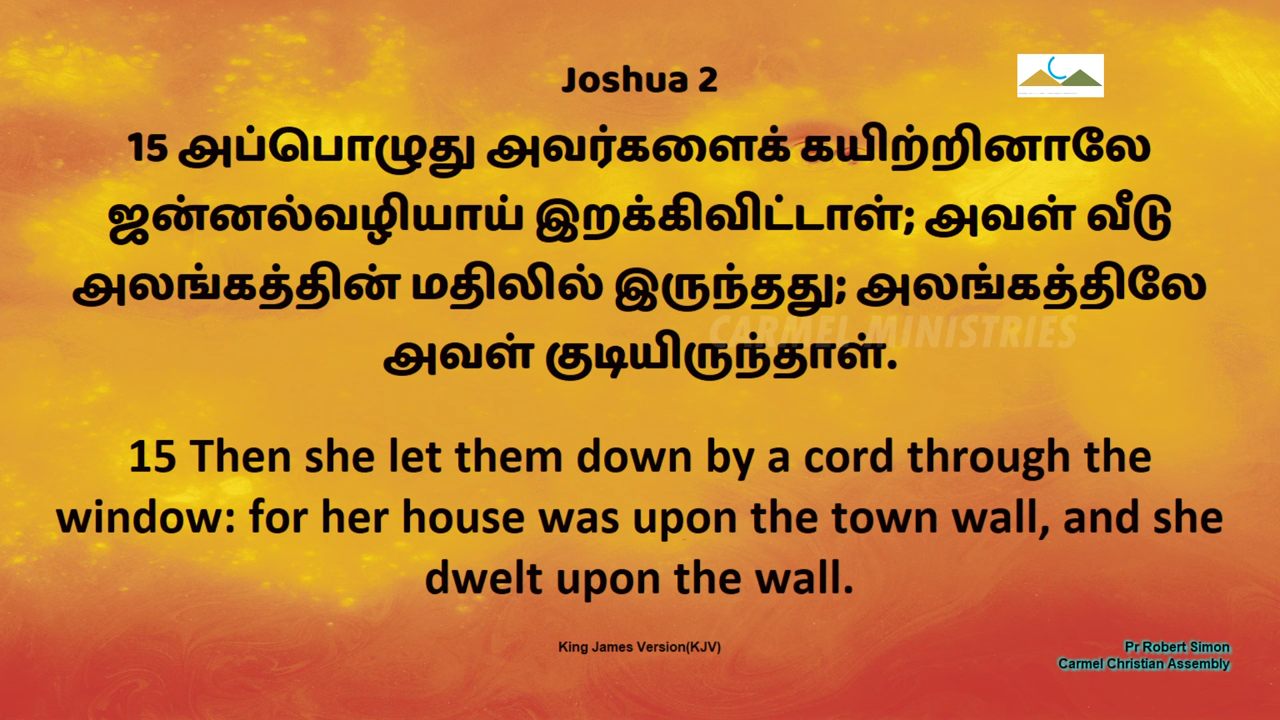 Joshua 2
15 அப்பொழுது அவர்களைக் கயிற்றினாலே
ஜன்னல்வழியாய் இறக்கிவிட்டாள்; அவள் வீடு
அலங்கத்தின் மதிலில் இருந்தது; அலங்கத்திலே
CARMEL MINISTRIES
அவள் குடியிருந்தாள்.
15 Then she let them down by a cord through the
window: for her house was upon the town wall, and she
dwelt upon the wall.
King James Version(KJV)
Pr Robert Simon
Carmel Christian Assembly